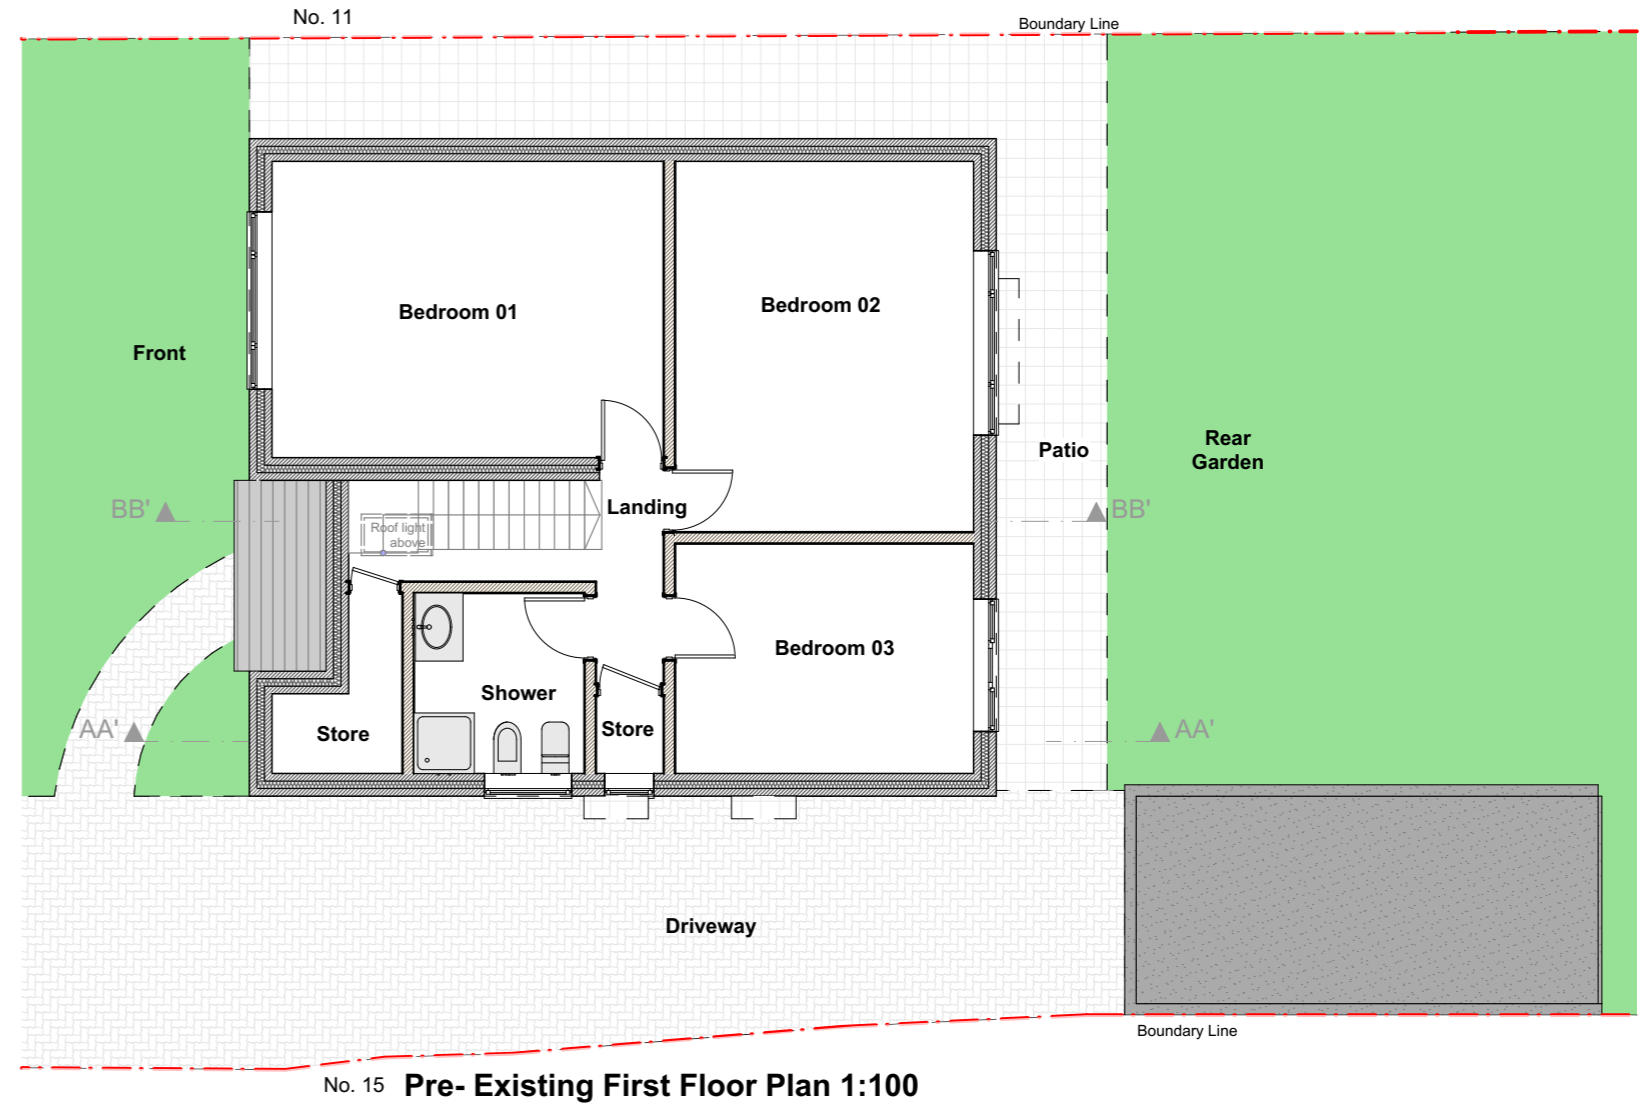 No. 11
Boundary Line
Bedroom 01
Bedroom 02
Front
Rear
Garden
Patio
BB'
Landing
BB'
Roof light
above
Bedroom 03
Shower
AA'
Store
Store
AA'
Driveway
Boundary Line
No. 15
Pre- Existing First Floor Plan 1:100